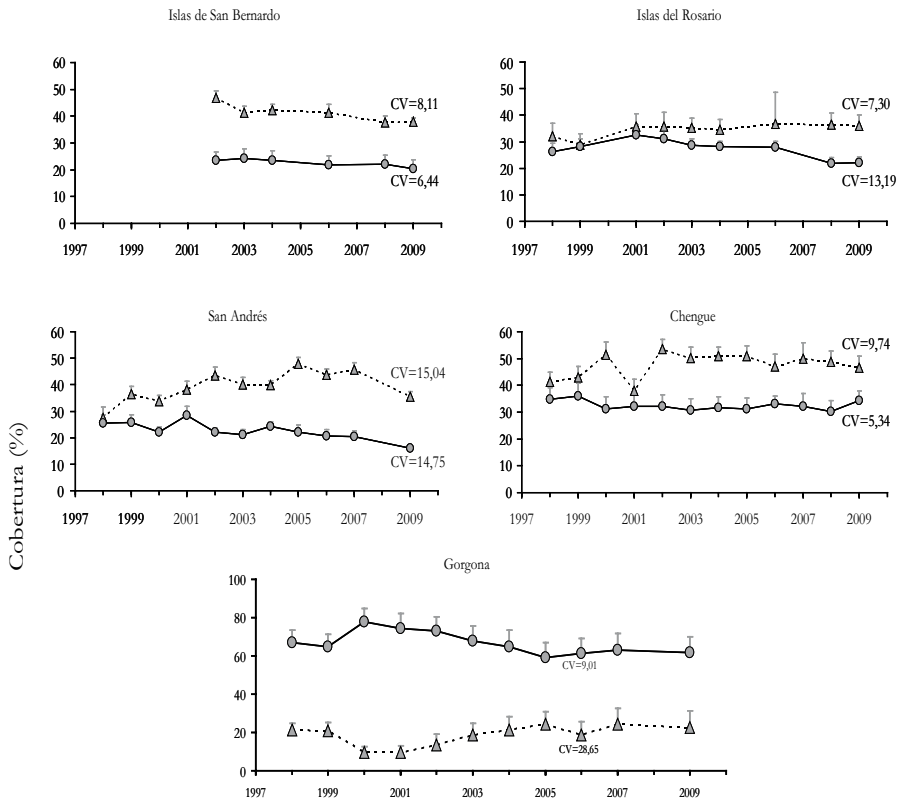 Islas de San Bernardo
60
50
40
30
20
10
0
CV=8,11
CV=6,44
1997 1999 2001 2003 2005 2007 2009
Islas del Rosario
60
50
40
30
20
10
0
CV=7,30
CV=13,19
1997 1999 2001 2003 2005 2007 2009
San Andrés
60
50
40
30
20
10
0
CV=15,04
CV=14,75
1997 1999 2001 2003 2005 2007 2009
Chengue
60
50
40
30
20
10
0
CV=9,74
CV=5,34
1997 1999 2001 2003 2005 2007 2009
Cobertura (%)
Gorgona
100
80
60
40
20
0
CV=9,01
CV=28,65
1997 1999 2001 2003 2005 2007 2009